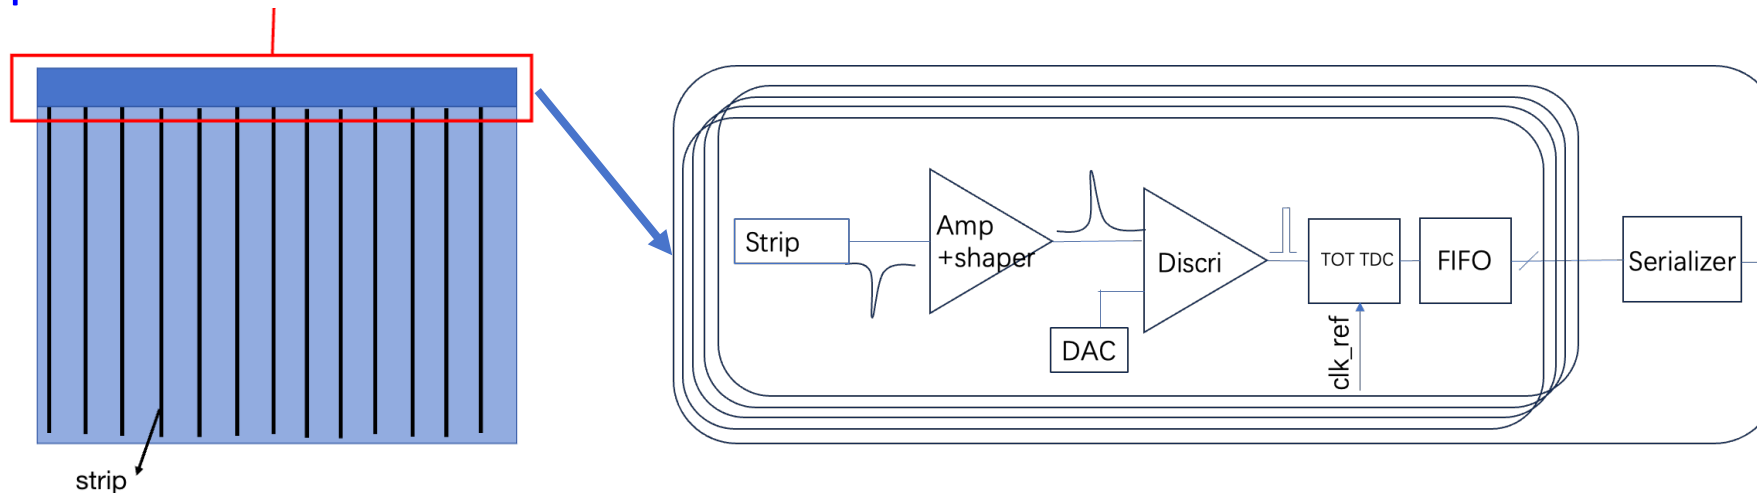 strip
Strip
Amp
+shaper
DAC
Discri
TOT TDC
clk_ref
FIFO
Serializer